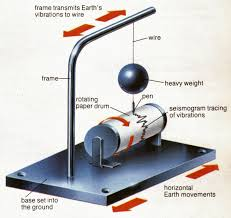 frame transmits Earth's
vibrations to wire
wire
frame
heavy weight
rotating
paper drum
pen
seismogram tracing
of vibrations
base set into
the ground
horizontal
Earth movements